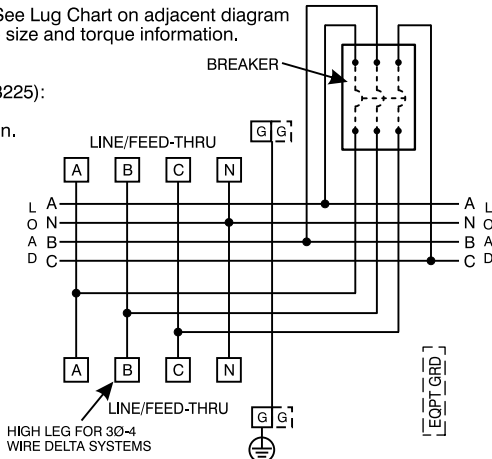 See Lug Chart on adjacent diagram
size and torque information.
BREAKER
225):
n.
LINE/FEED-THRU
G G
A B C N
L O A D
A
N
B
C
A
N
B
C
L O A D
A B C N
LINE/FEED-THRU
HIGH LEG FOR 3Ø-4
WIRE DELTA SYSTEMS
G G
EQPT GRD